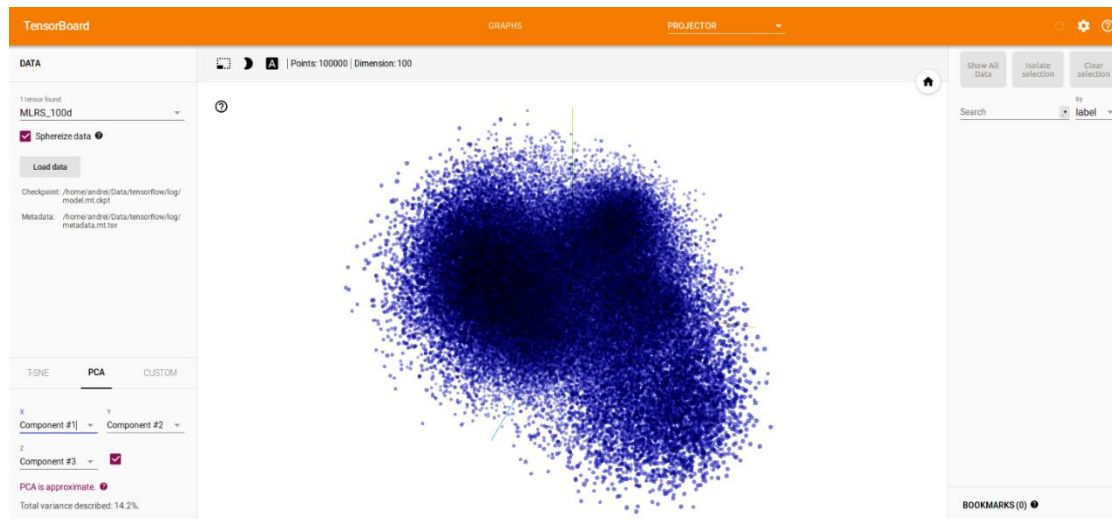 TensorBoard
GRAPHS
PROJECTOR
DATA
A | Points: 100000 | Dimension: 100
Show All
Data
Isolate
selection
Clear
selection
1 tensor found
MLRS_100d
Search
.*
by
label
Sphereize data
Load data
Checkpoint: /home/andrei/Data/tensorflow/log/
model.mt.ckpt
Metadata: /home/andrei/Data/tensorflow/log/
metadata.mt.tsv
T-SNE
PCA
CUSTOM
X
Component #1
Y
Component #2
Z
Component #3
PCA is approximate.
Total variance described: 14.2%.
BOOKMARKS (0)